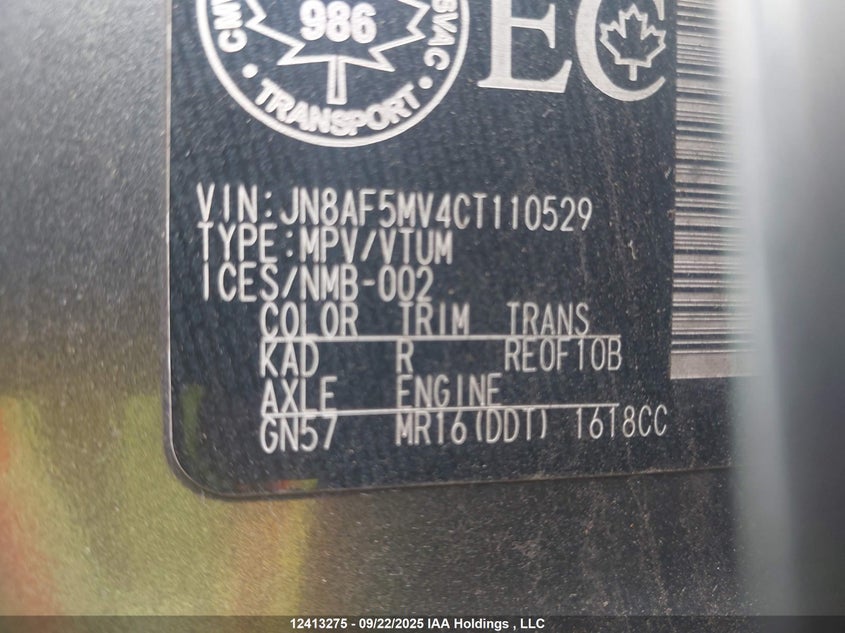 986
TRANSPORT
EC
VIN:JN8AF5MV4CT110529
TYPE:MPV/VTUM
ICES/NMB-002
COLOR TRIM TRANS
KAD R RE0F10B
AXLE ENGINE
GN57 MR16(DDT) 1618CC
12413275 - 09/22/2025 IAA Holdings , LLC